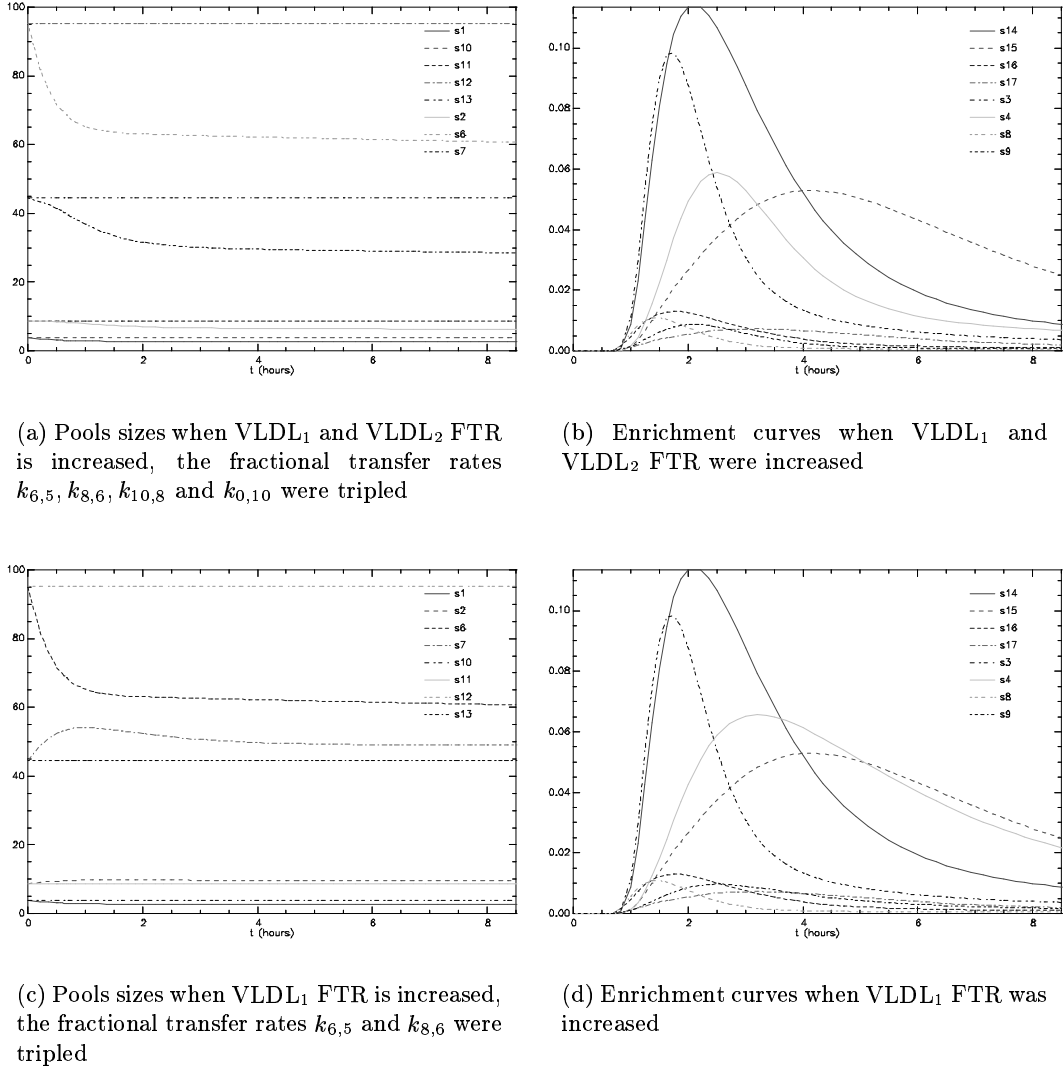 100
80
60
40
20
0
0
2
4
6
8
t (hours)
s1
s10
s11
s12
s13
s2
s6
s7
0.10
0.08
0.06
0.04
0.02
0.00
0
2
4
6
8
t (hours)
s14
s15
s16
s17
s3
s4
s8
s9
(a) Pools sizes when VLDL₁ and VLDL₂ FTR
is increased, the fractional transfer rates
k₆,₅, k₈,₆, k₁₀,₈ and k₀,₁₀ were tripled
(b) Enrichment curves when VLDL₁ and
VLDL₂ FTR were increased
100
80
60
40
20
0
0
2
4
6
8
t (hours)
s1
s2
s6
s7
s10
s11
s12
s13
0.10
0.08
0.06
0.04
0.02
0.00
0
2
4
6
8
t (hours)
s14
s15
s16
s17
s3
s4
s8
s9
(c) Pools sizes when VLDL₁ FTR is increased,
the fractional transfer rates k₆,₅ and k₈,₆ were
tripled
(d) Enrichment curves when VLDL₁ FTR was
increased